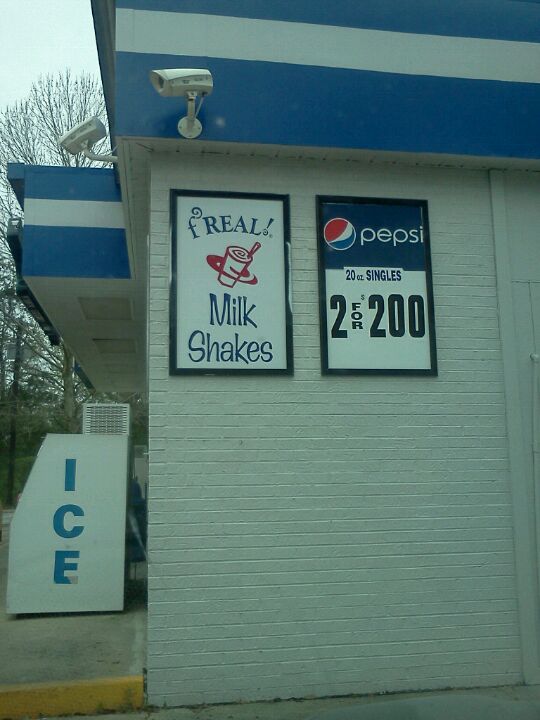 f'REAL!
Milk
Shakes
pepsi
20 oz. SINGLES
2 FOR $200
ICE